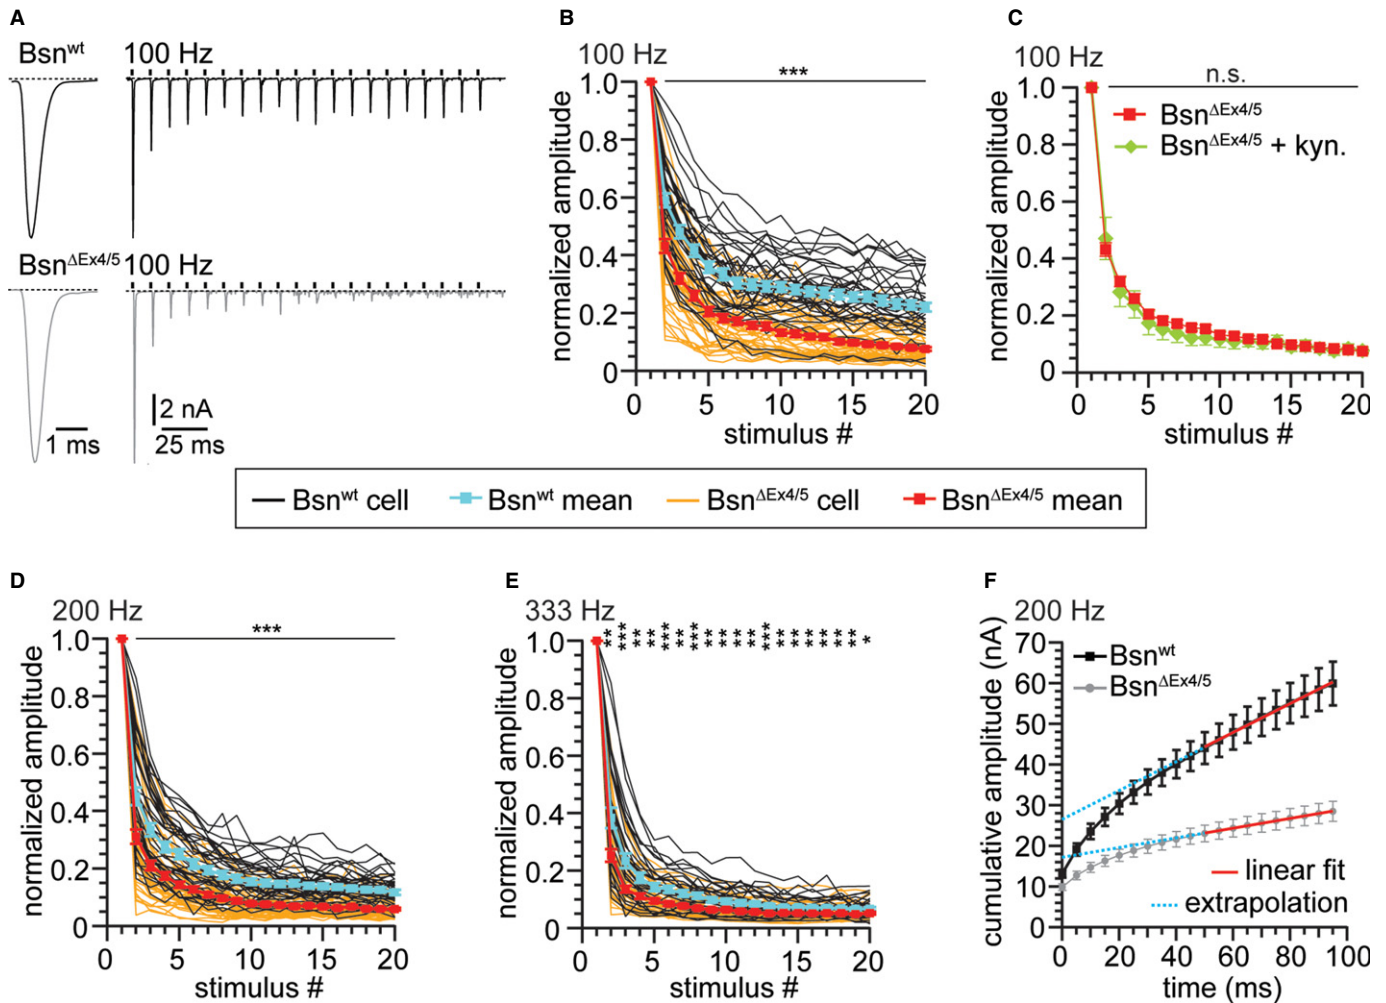 A
Bsn^wt 100 Hz
Bsn^ΔEx4/5 100 Hz
2 nA
1 ms 25 ms
B
100 Hz
***
normalized amplitude
1.0
0.8
0.6
0.4
0.2
0
0 5 10 15 20
stimulus #
C
100 Hz
n.s.
Bsn^ΔEx4/5
Bsn^ΔEx4/5 + kyn.
normalized amplitude
1.0
0.8
0.6
0.4
0.2
0
0 5 10 15 20
stimulus #
Bsn^wt cell Bsn^wt mean Bsn^ΔEx4/5 cell Bsn^ΔEx4/5 mean
D
200 Hz
***
normalized amplitude
1.0
0.8
0.6
0.4
0.2
0
0 5 10 15 20
stimulus #
E
333 Hz
normalized amplitude
1.0
0.8
0.6
0.4
0.2
0
0 5 10 15 20
stimulus #
F
200 Hz
Bsn^wt
Bsn^ΔEx4/5
cumulative amplitude (nA)
70
60
50
40
30
20
10
0
linear fit
extrapolation
0 20 40 60 80 100
time (ms)